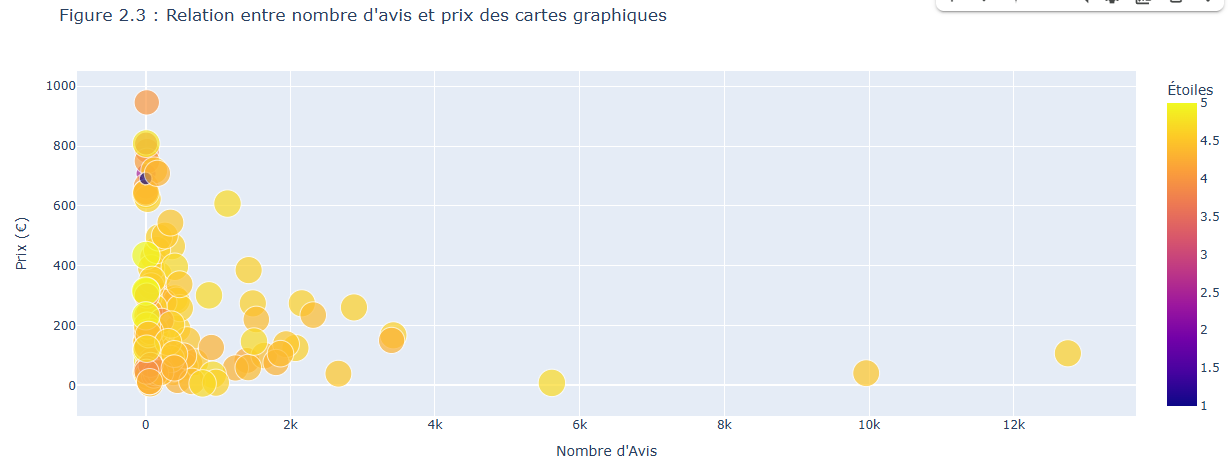 Figure 2.3 : Relation entre nombre d'avis et prix des cartes graphiques
Étoiles
1000
800
600
400
200
0
Prix (€)
0
2k
4k
6k
8k
10k
12k
Nombre d'Avis
5
4.5
4
3.5
3
2.5
2
1.5
1